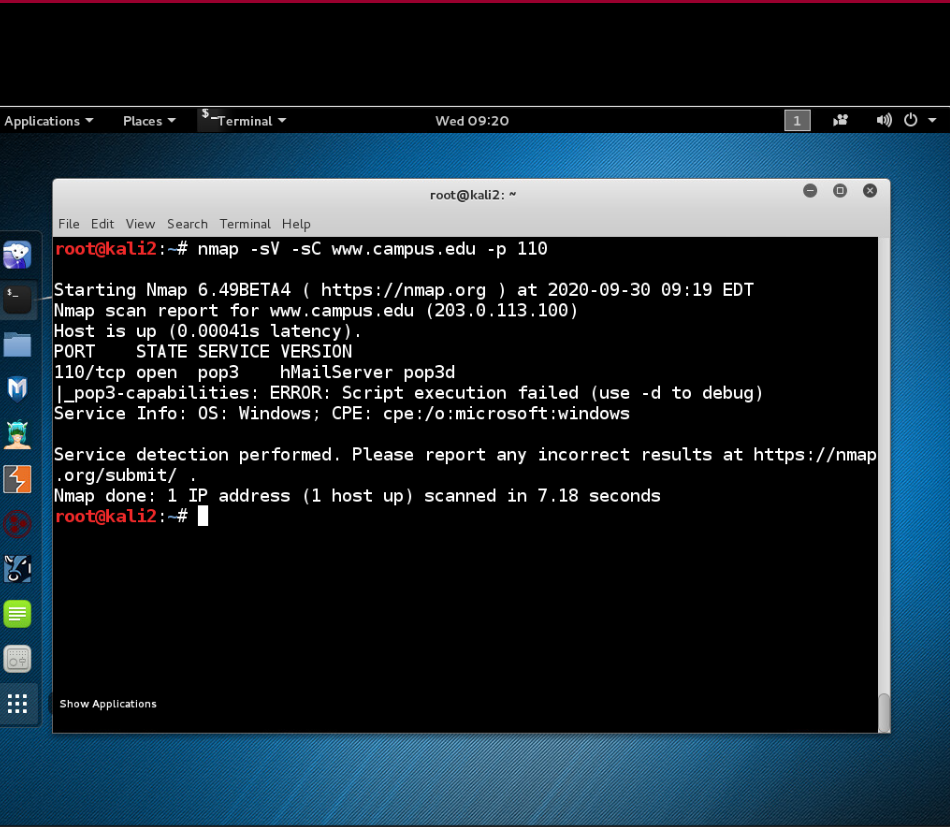 Applications Places $_Terminal Wed 09:20 1
root@kali2: ~
File Edit View Search Terminal Help
root@kali2:~# nmap -sV -sC www.campus.edu -p 110
Starting Nmap 6.49BETA4 ( https://nmap.org ) at 2020-09-30 09:19 EDT
Nmap scan report for www.campus.edu (203.0.113.100)
Host is up (0.00041s latency).
PORT    STATE SERVICE VERSION
110/tcp open  pop3    hMailServer pop3d
|_pop3-capabilities: ERROR: Script execution failed (use -d to debug)
Service Info: OS: Windows; CPE: cpe:/o:microsoft:windows
Service detection performed. Please report any incorrect results at https://nmap
.org/submit/ .
Nmap done: 1 IP address (1 host up) scanned in 7.18 seconds
root@kali2:~#
Show Applications